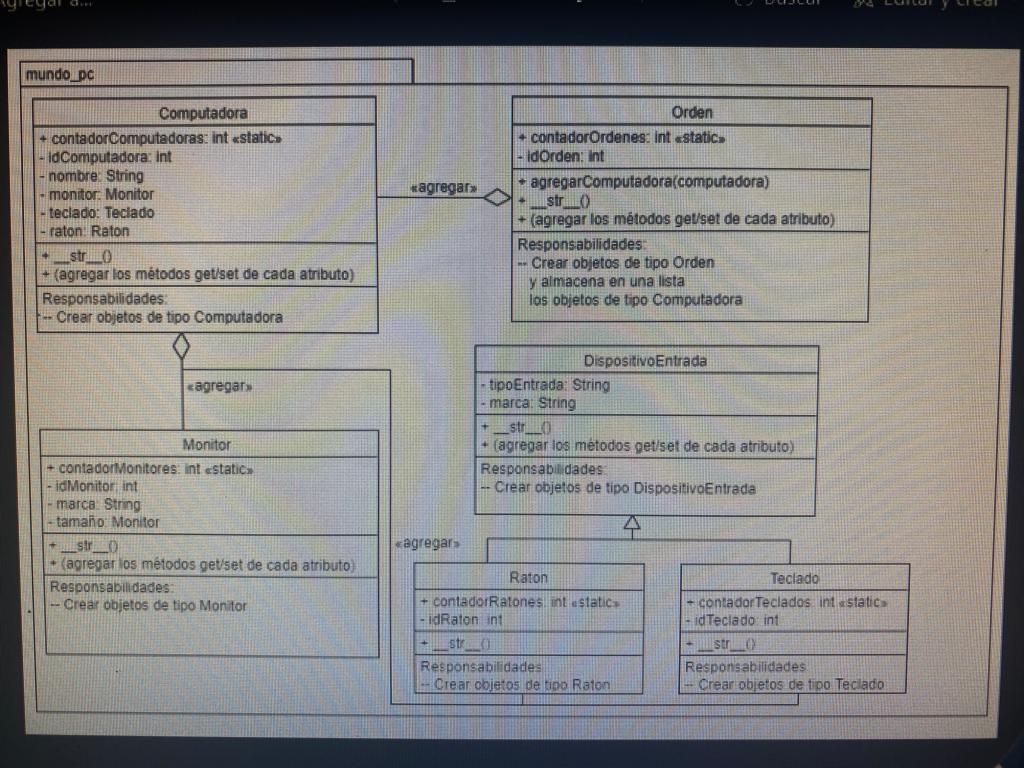 Agregar a...
Buscar
Editar y crear
mundo_pc
Computadora
+ contadorComputadoras: int «static»
- idComputadora: int
- nombre: String
- monitor: Monitor
- teclado: Teclado
- raton: Raton
+ __str__()
+ (agregar los métodos get/set de cada atributo)
Responsabilidades:
-- Crear objetos de tipo Computadora
«agregar»
Orden
+ contadorOrdenes: int «static»
- idOrden: int
+ agregarComputadora(computadora)
+ __str__()
+ (agregar los métodos get/set de cada atributo)
Responsabilidades:
-- Crear objetos de tipo Orden
y almacena en una lista
los objetos de tipo Computadora
«agregar»
Monitor
+ contadorMonitores: int «static»
- idMonitor: int
- marca: String
- tamaño: Monitor
+ __str__()
+ (agregar los métodos get/set de cada atributo)
Responsabilidades:
-- Crear objetos de tipo Monitor
DispositivoEntrada
- tipoEntrada: String
- marca: String
+ __str__()
+ (agregar los métodos get/set de cada atributo)
Responsabilidades:
-- Crear objetos de tipo DispositivoEntrada
«agregar»
Raton
+ contadorRatones: int «static»
- idRaton: int
+ __str__()
Responsabilidades
-- Crear objetos de tipo Raton
Teclado
+ contadorTeclados: int «static»
- idTeclado: int
+ __str__()
Responsabilidades
-- Crear objetos de tipo Teclado